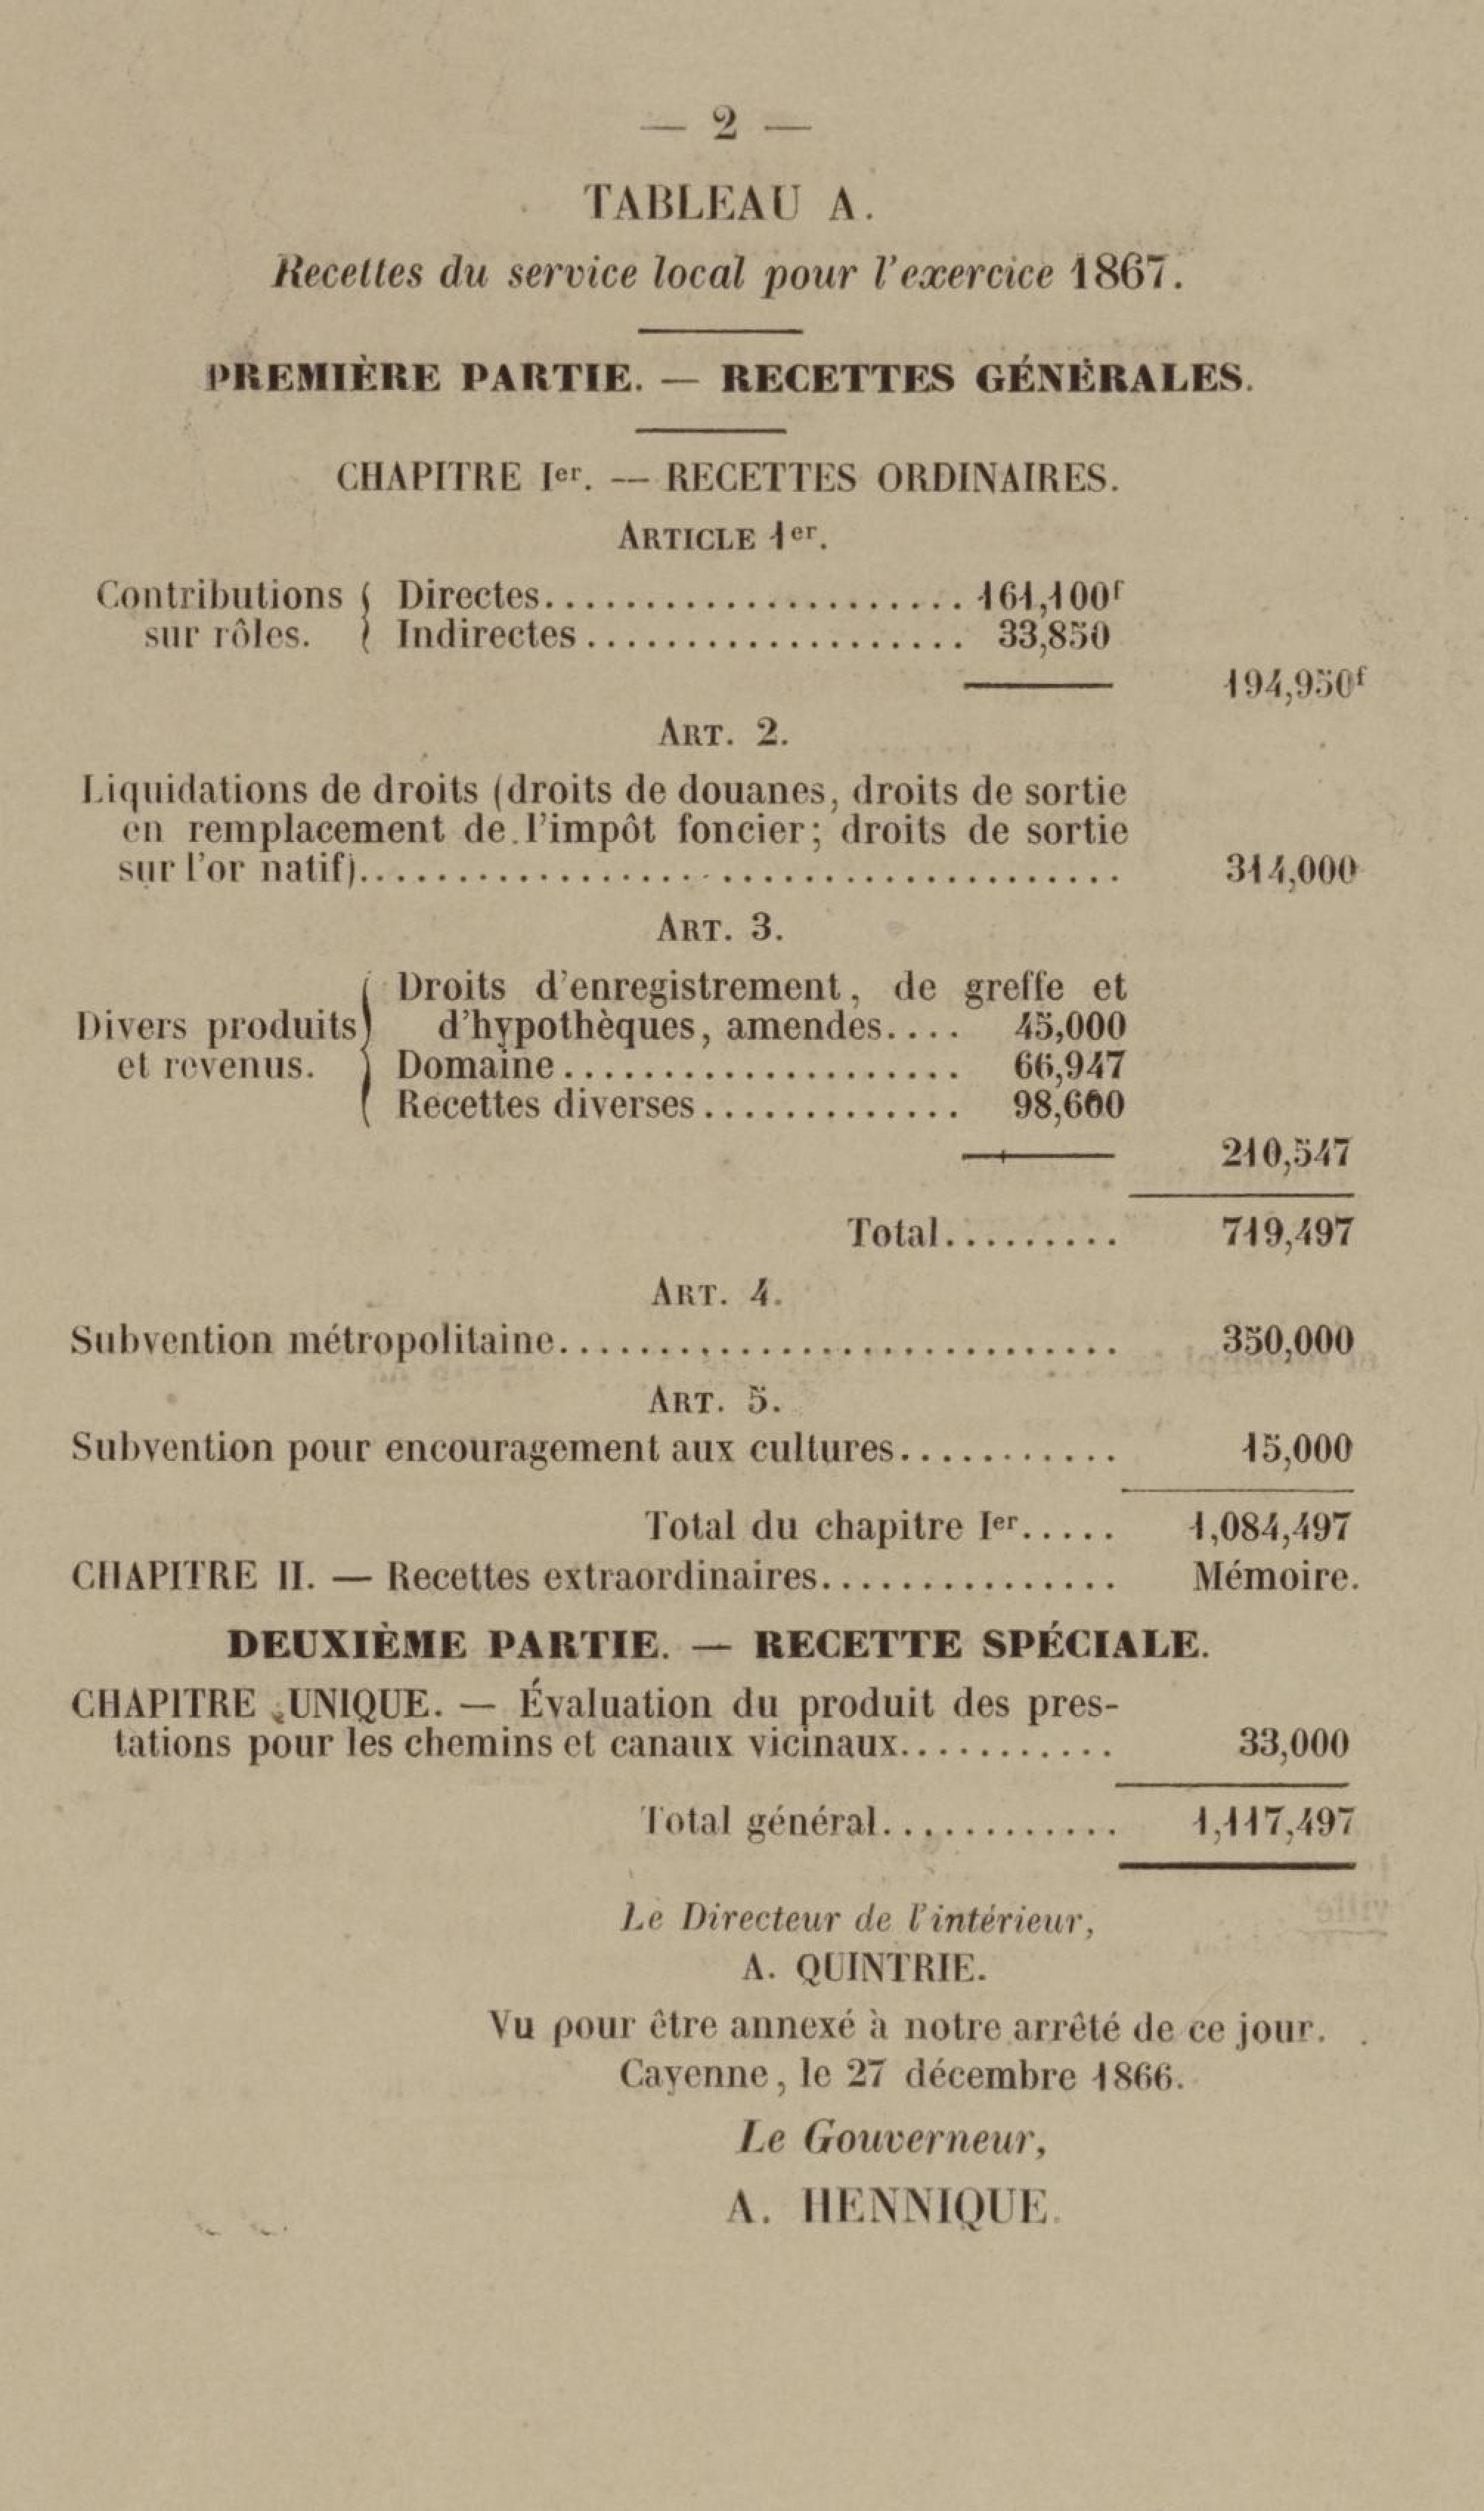 — 2 —
TABLEAU A.
Recettes du service local pour l'exercice 1867.
PREMIÈRE PARTIE. — RECETTES GÉNÉRALES.
CHAPITRE Ier. — RECETTES ORDINAIRES.
ARTICLE 1er.
Contributions { Directes...................... 161,100f
sur rôles. { Indirectes................... 33,850
194,950f
ART. 2.
Liquidations de droits (droits de douanes, droits de sortie
en remplacement de l'impôt foncier; droits de sortie
sur l'or natif)...................................... 314,000
ART. 3.
Droits d'enregistrement, de greffe et
Divers produits d'hypothèques, amendes.... 45,000
et revenus. Domaine.................... 66,947
Recettes diverses............. 98,600
210,547
Total......... 719,497
ART. 4.
Subvention métropolitaine............................ 350,000
ART. 5.
Subvention pour encouragement aux cultures........... 15,000
Total du chapitre Ier..... 1,084,497
CHAPITRE II. — Recettes extraordinaires............... Mémoire.
DEUXIÈME PARTIE. — RECETTE SPÉCIALE.
CHAPITRE UNIQUE. — Évaluation du produit des pres-
tations pour les chemins et canaux vicinaux........... 33,000
Total général............ 1,117,497
Le Directeur de l'intérieur,
A. QUINTRIE.
Vu pour être annexé à notre arrêté de ce jour.
Cayenne, le 27 décembre 1866.
Le Gouverneur,
A. HENNIQUE.